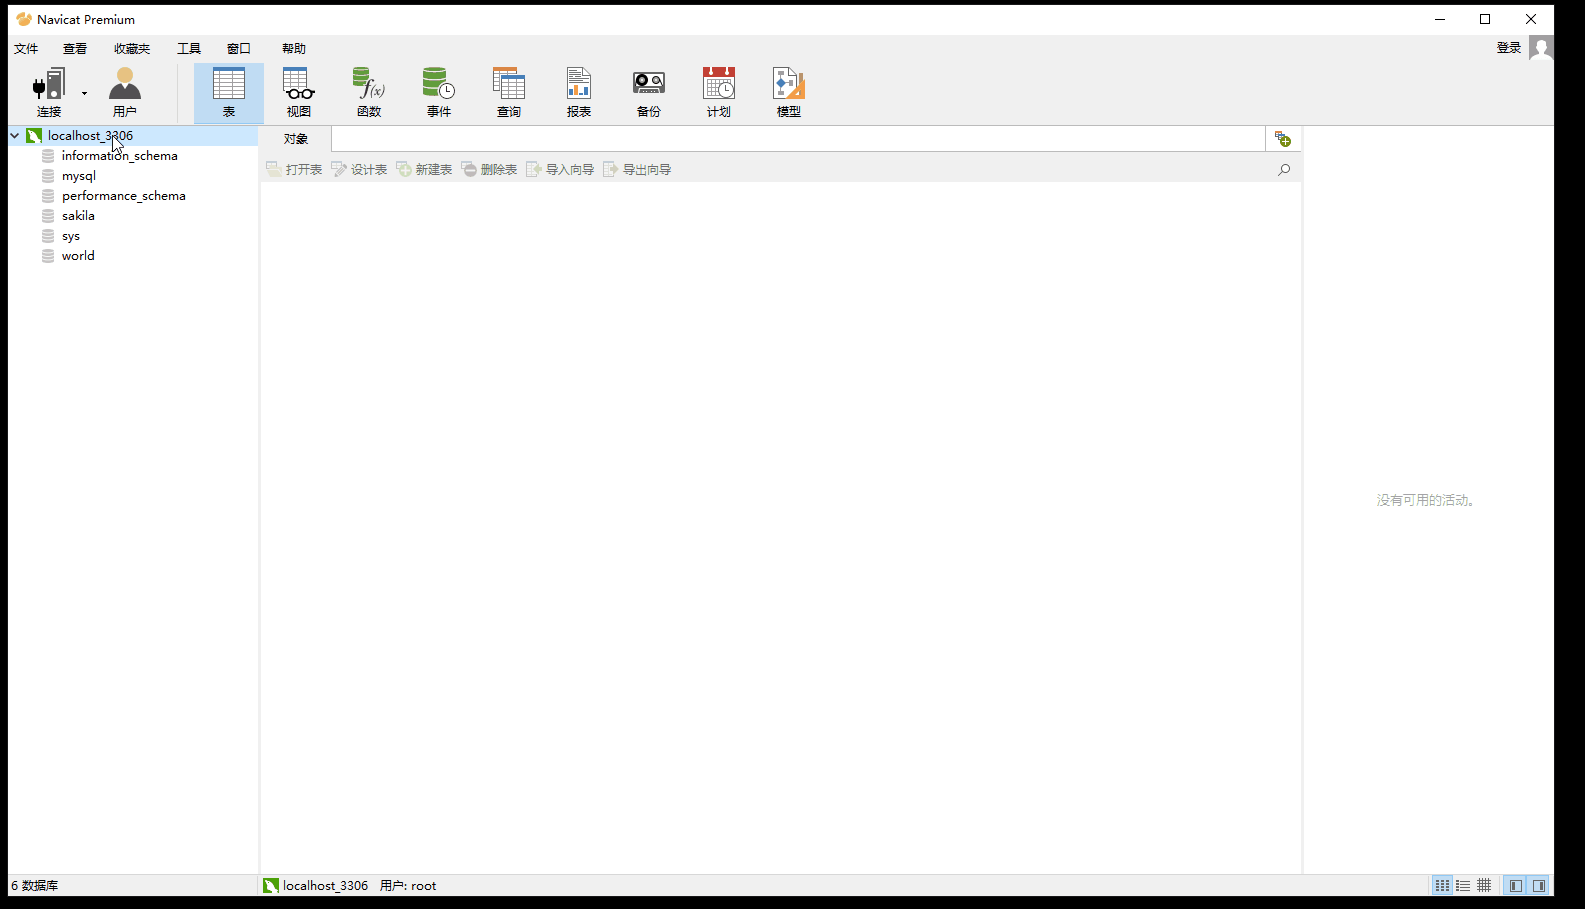 Navicat Premium
文件 查看 收藏夹 工具 窗口 帮助 登录
连接 用户 表 视图 函数 事件 查询 报表 备份 计划 模型
localhost_3306
information_schema
mysql
performance_schema
sakila
sys
world
对象
打开表 设计表 新建表 删除表 导入向导 导出向导
没有可用的活动。
6 数据库
localhost_3306 用户: root